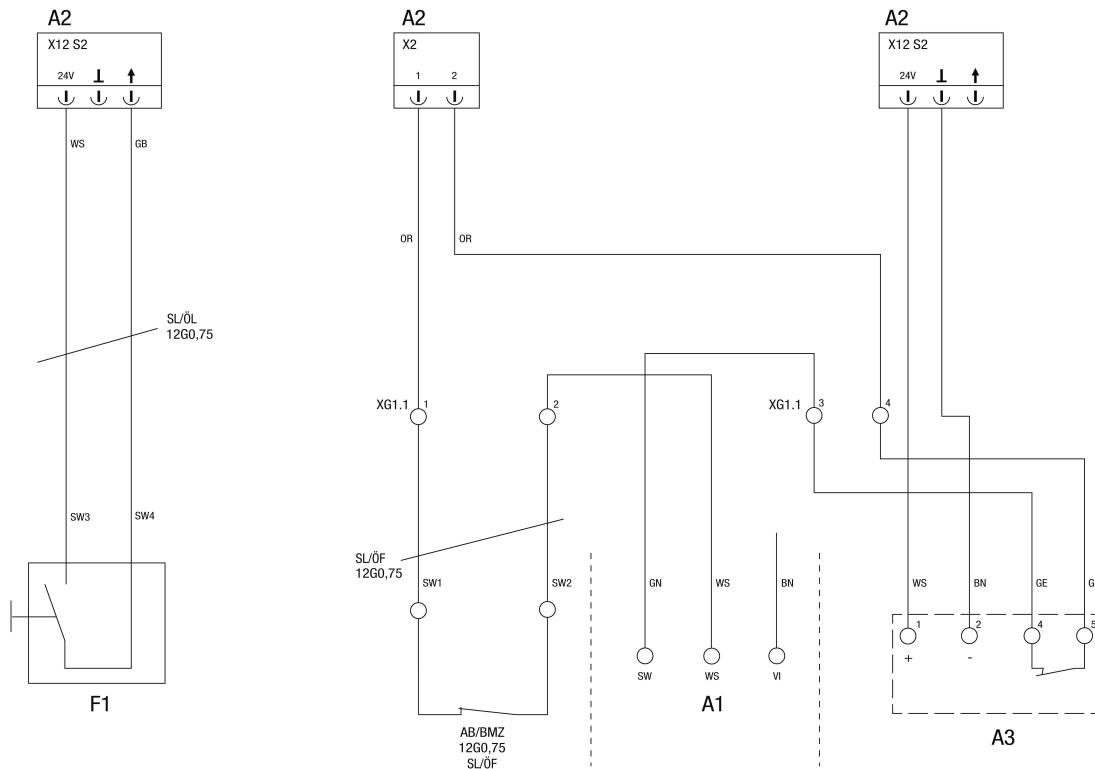 A2
X12 S2
24V
WS
GB
SL/ÖL
12G0,75
SW3
SW4
F1
A2
X2
1
2
OR
OR
XG1.1
1
2
SL/ÖF
12G0,75
SW1
SW2
AB/BMZ
12G0,75
SL/ÖF
GN
WS
BN
SW
WS
VI
A1
XG1.1
3
4
A2
X12 S2
24V
WS
BN
GE
1
2
4
5
+
-
A3